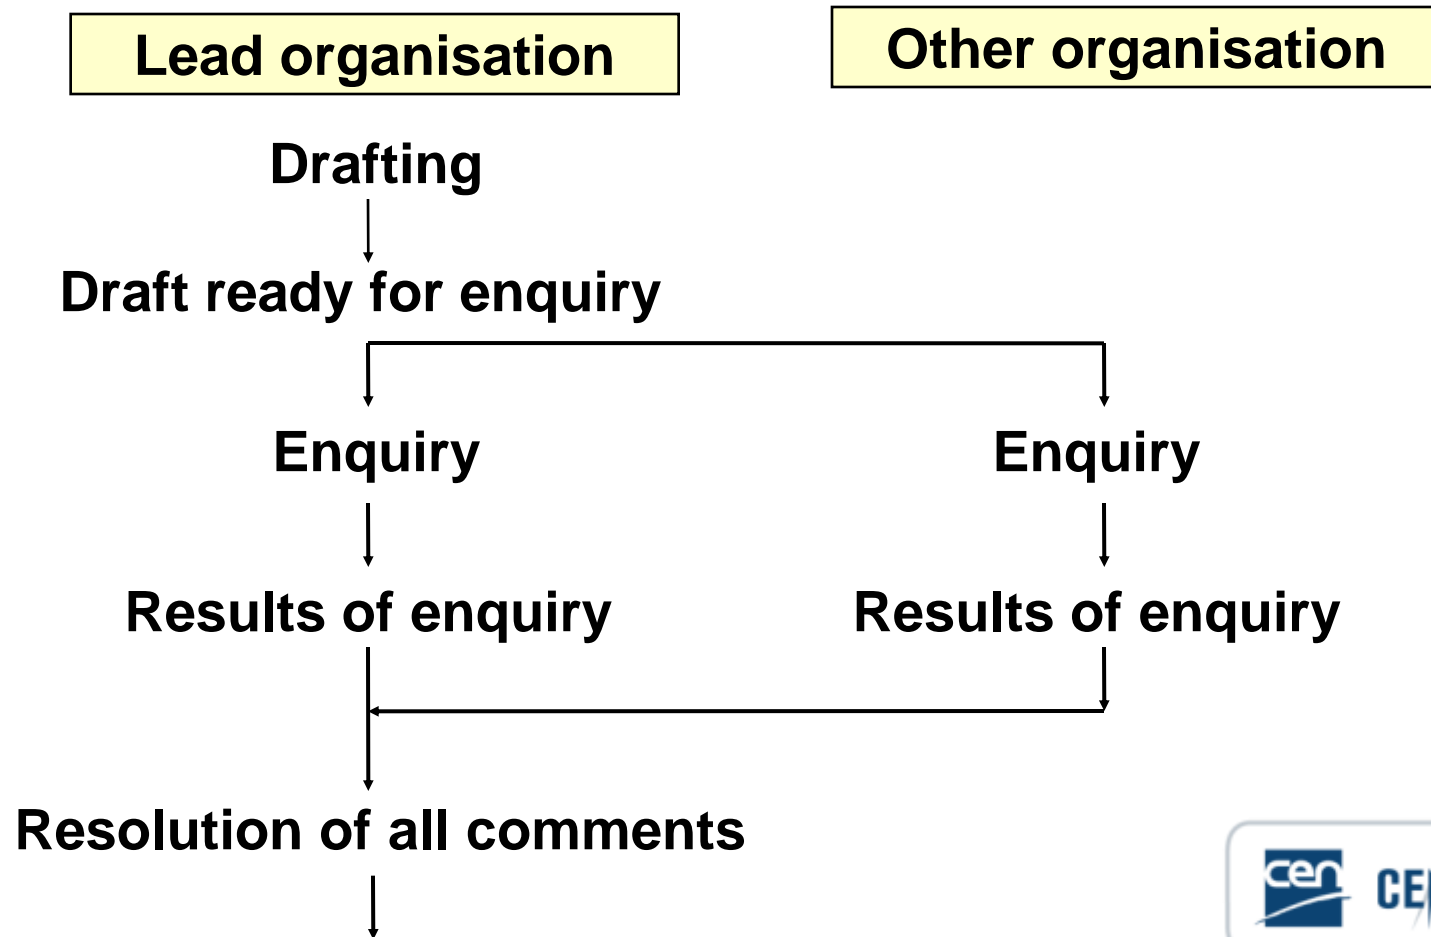 Lead organisation
Other organisation
Drafting
Draft ready for enquiry
Enquiry
Enquiry
Results of enquiry
Results of enquiry
Resolution of all comments
cen